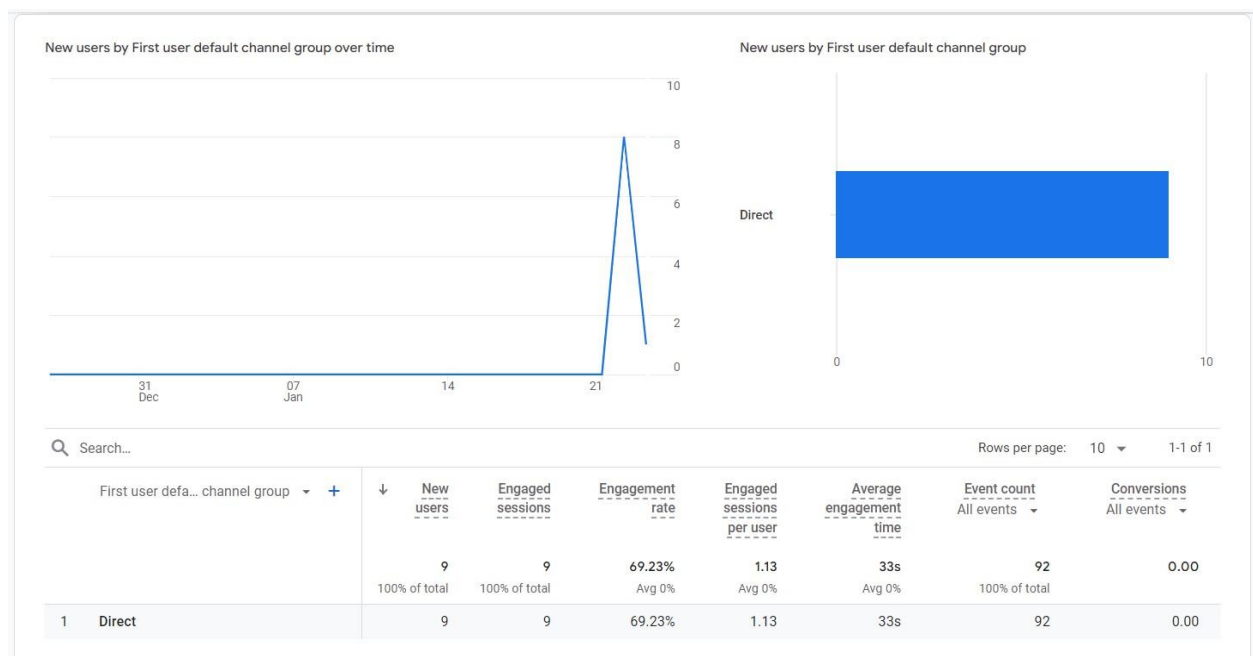 New users by First user default channel group over time
10
8
6
4
2
0
31
Dec
07
Jan
14
21
New users by First user default channel group
Direct
0
10
Search...
Rows per page: 10 1-1 of 1
First user defa... channel group +
New
users
Engaged
sessions
Engagement
rate
Engaged
sessions
per user
Average
engagement
time
Event count
All events
Conversions
All events
9 9 69.23% 1.13 33s 92 0.00
100% of total 100% of total Avg 0% Avg 0% Avg 0% 100% of total
1 Direct 9 9 69.23% 1.13 33s 92 0.00